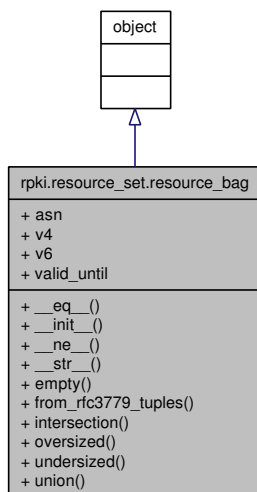 object
rpki.resource_set.resource_bag
+ asn
+ v4
+ v6
+ valid_until
+ __eq__()
+ __init__()
+ __ne__()
+ __str__()
+ empty()
+ from_rfc3779_tuples()
+ intersection()
+ oversized()
+ undersized()
+ union()